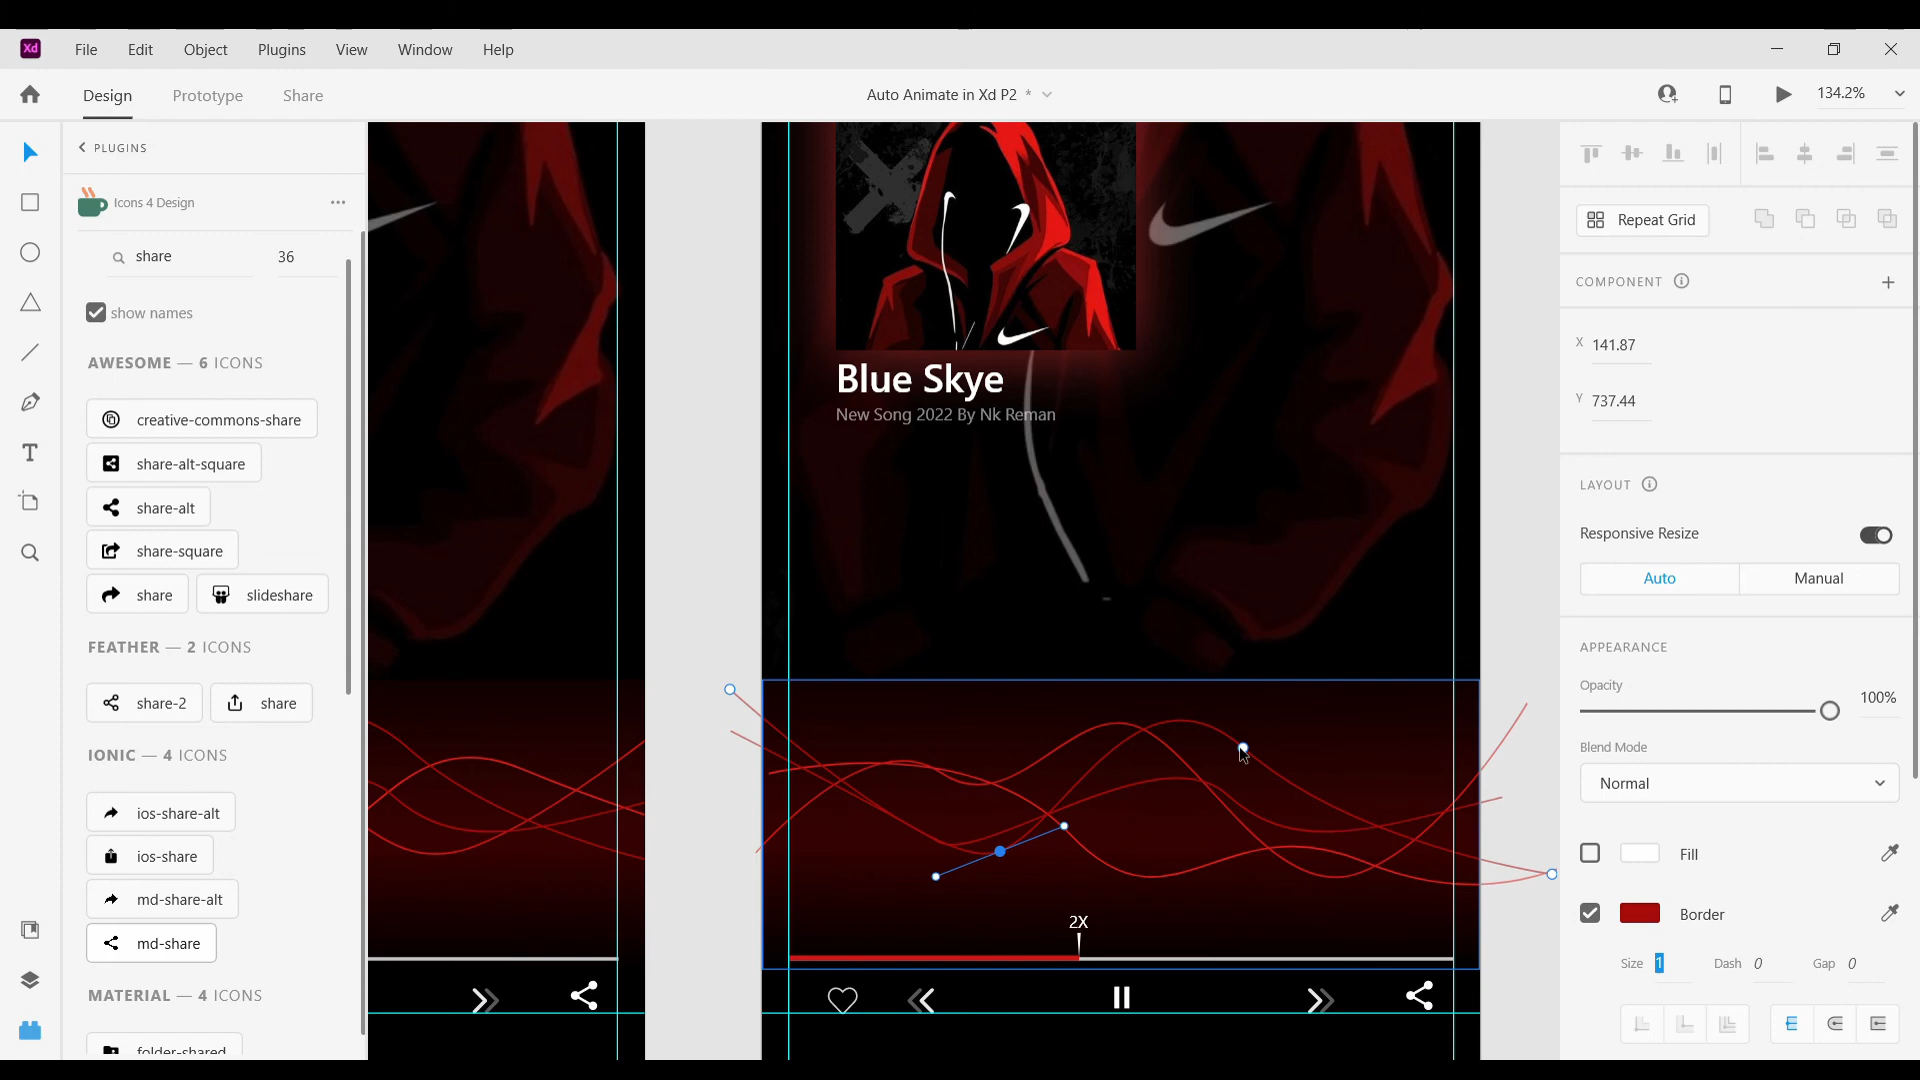 Xd
File Edit Object Plugins View Window Help
Design Prototype Share
Auto Animate in Xd P2 *
134.2%
PLUGINS
Icons 4 Design
share 36
show names
AWESOME — 6 ICONS
creative-commons-share
share-alt-square
share-alt
share-square
share slideshare
FEATHER — 2 ICONS
share-2 share
IONIC — 4 ICONS
ios-share-alt
ios-share
md-share-alt
md-share
MATERIAL — 4 ICONS
folder-shared
Blue Skye
New Song 2022 By Nk Reman
2X
Repeat Grid
COMPONENT
X 141.87
Y 737.44
LAYOUT
Responsive Resize
Auto Manual
APPEARANCE
Opacity
100%
Blend Mode
Normal
Fill
Border
Size 1 Dash 0 Gap 0